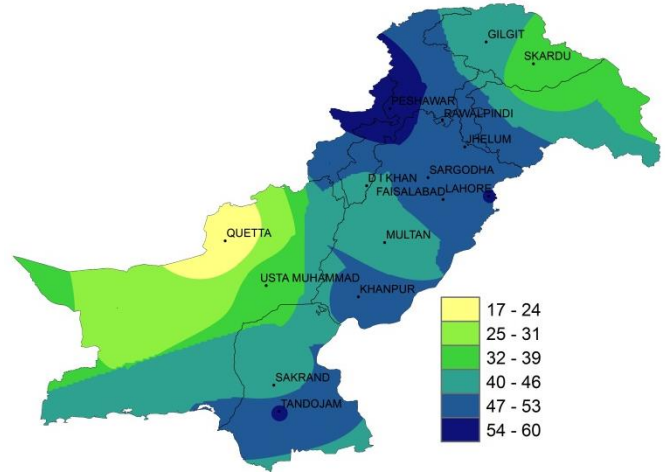 GILGIT
SKARDU
PESHAWAR
RAWALPINDI
JHELUM
SARGODHA
D I KHAN
FAISALABAD
LAHORE
QUETTA
MULTAN
USTA MUHAMMAD
KHANPUR
SAKRAND
TANDOJAM
17 - 24
25 - 31
32 - 39
40 - 46
47 - 53
54 - 60